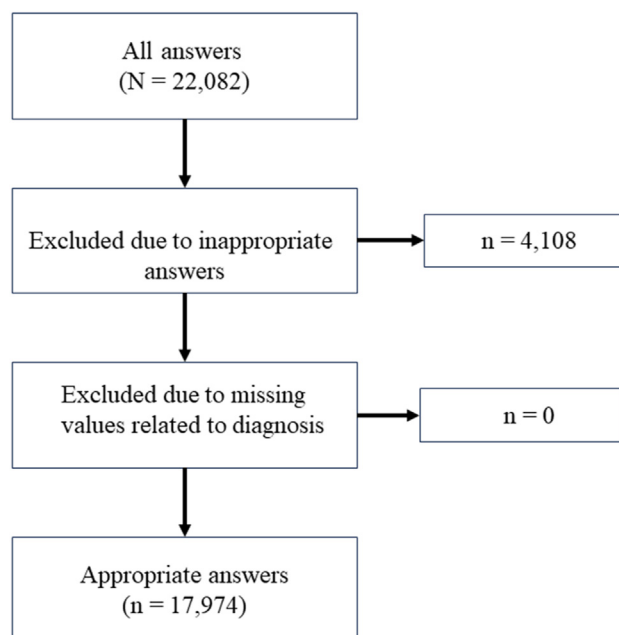 All answers
(N = 22,082)
Excluded due to inappropriate
answers
n = 4,108
Excluded due to missing
values related to diagnosis
n = 0
Appropriate answers
(n = 17,974)